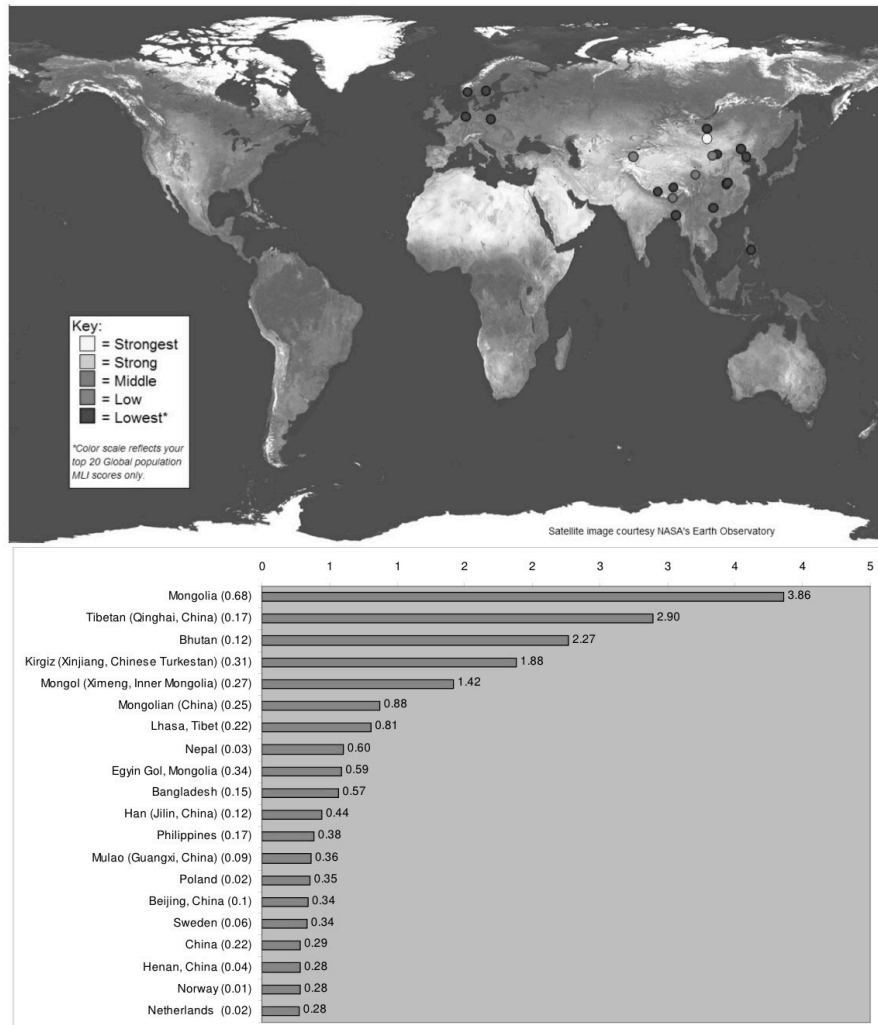 Key:
= Strongest
= Strong
= Middle
= Low
= Lowest*
*Color scale reflects your
top 20 Global population
MLI scores only.
Satellite image courtesy NASA's Earth Observatory
0 1 1 2 2 3 3 4 4 5
Mongolia (0.68) 3.86
Tibetan (Qinghai, China) (0.17) 2.90
Bhutan (0.12) 2.27
Kirgiz (Xinjiang, Chinese Turkestan) (0.31) 1.88
Mongol (Ximeng, Inner Mongolia) (0.27) 1.42
Mongolian (China) (0.25) 0.88
Lhasa, Tibet (0.22) 0.81
Nepal (0.03) 0.60
Egyin Gol, Mongolia (0.34) 0.59
Bangladesh (0.15) 0.57
Han (Jilin, China) (0.12) 0.44
Philippines (0.17) 0.38
Mulao (Guangxi, China) (0.09) 0.36
Poland (0.02) 0.35
Beijing, China (0.1) 0.34
Sweden (0.06) 0.34
China (0.22) 0.29
Henan, China (0.04) 0.28
Norway (0.01) 0.28
Netherlands (0.02) 0.28